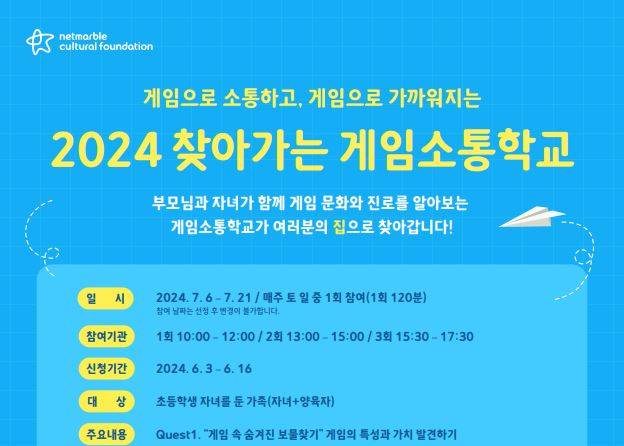 netmarble
cultural foundation
게임으로 소통하고, 게임으로 가까워지는
2024 찾아가는 게임소통학교
부모님과 자녀가 함께 게임 문화와 진로를 알아보는
게임소통학교가 여러분의 집으로 찾아갑니다!
일 시 2024. 7. 6 – 7. 21 / 매주 토 일 중 1회 참여(1회 120분)
참여 날짜는 선정 후 변경이 불가합니다.
참여기관 1회 10:00 – 12:00 / 2회 13:00 – 15:00 / 3회 15:30 – 17:30
신청기간 2024. 6. 3 – 6. 16
대 상 초등학생 자녀를 둔 가족(자녀+양육자)
주요내용 Quest1. "게임 속 숨겨진 보물찾기" 게임의 특성과 가치 발견하기